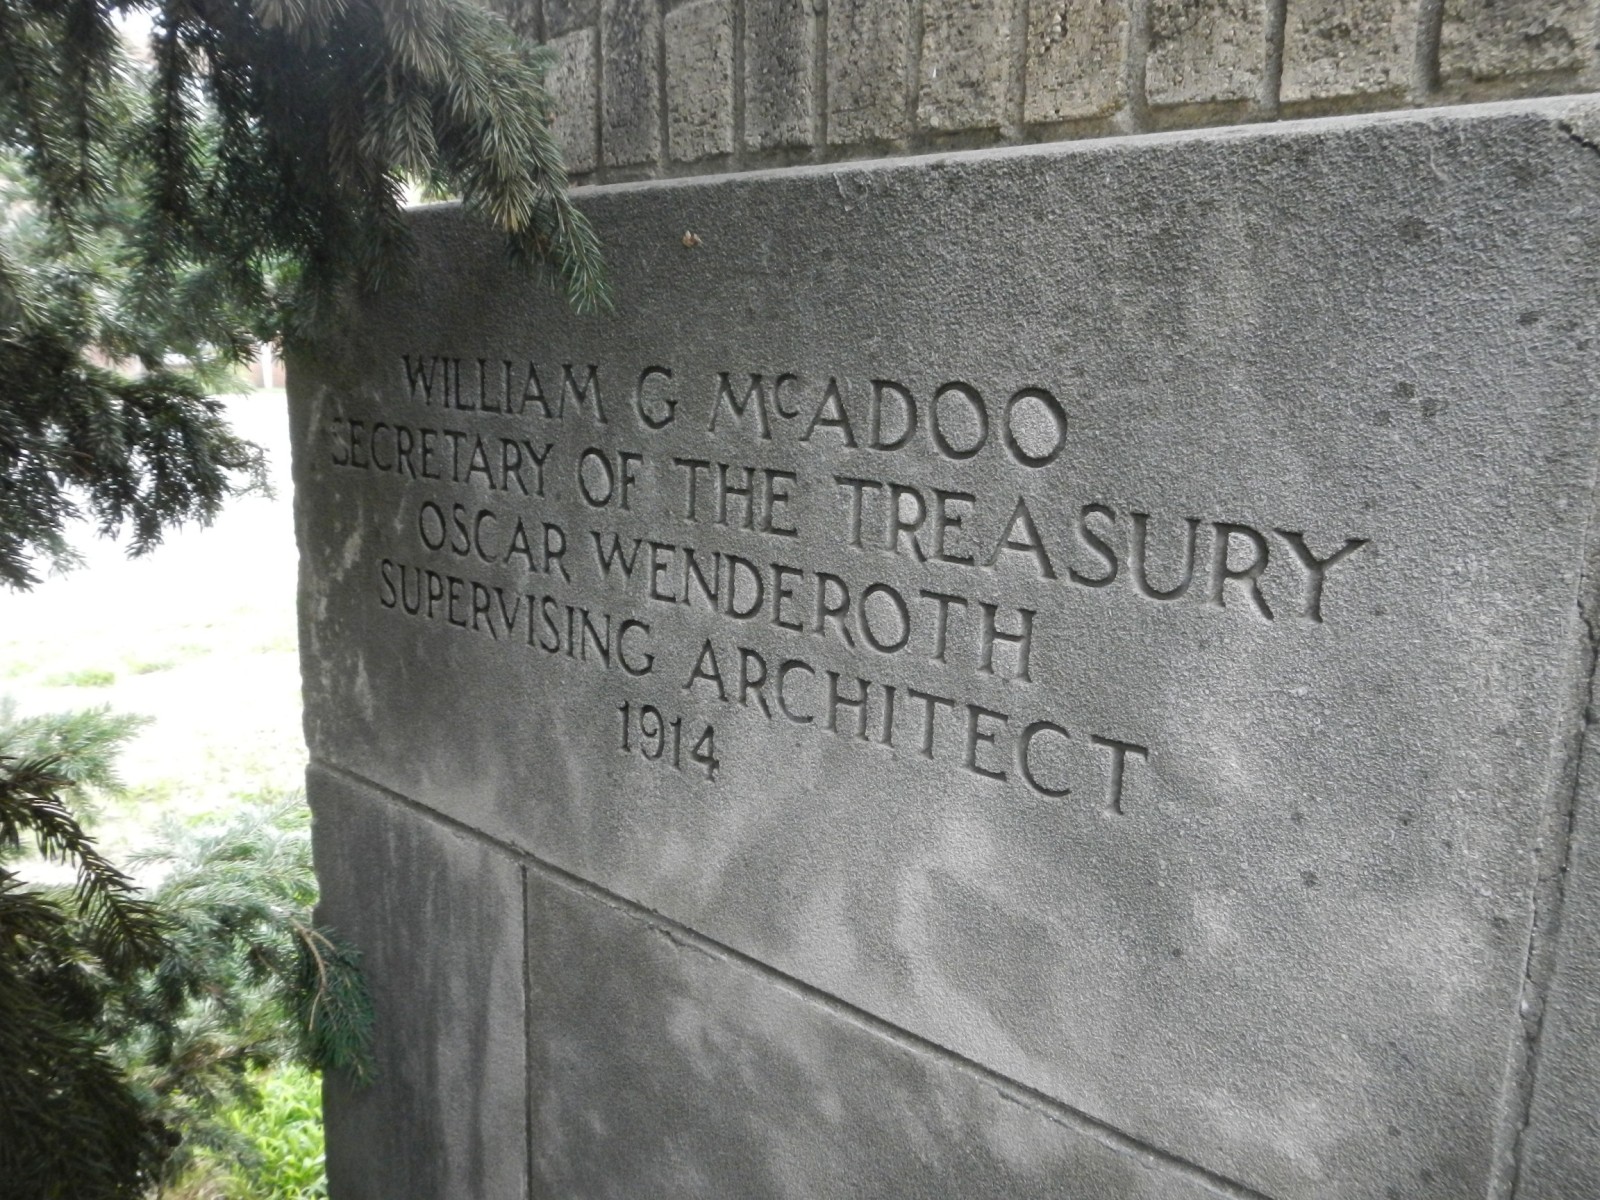 WILLIAM G McADOO
SECRETARY OF THE TREASURY
OSCAR WENDEROTH
SUPERVISING ARCHITECT
1914